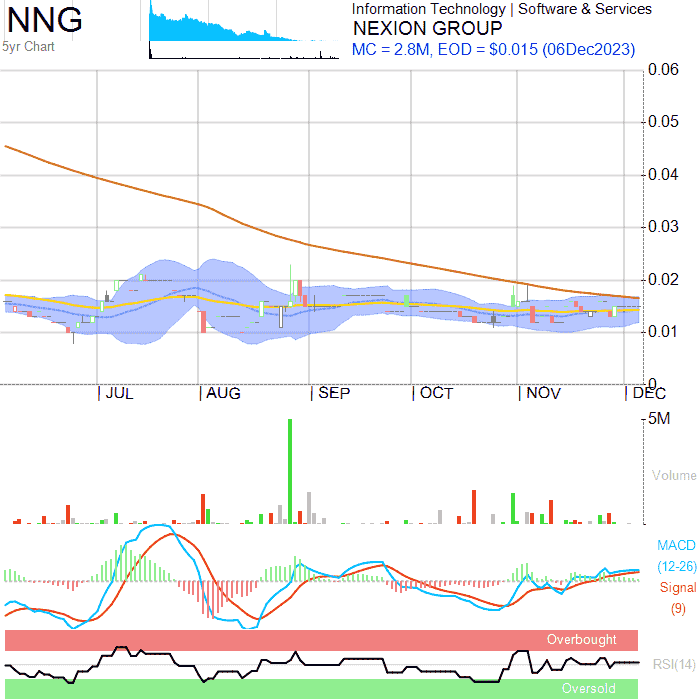 NNG
5yr Chart
Information Technology | Software & Services
NEXION GROUP
MC = 2.8M, EOD = $0.015 (06Dec2023)
0.06
0.05
0.04
0.03
0.02
0.01
0
JUL AUG SEP OCT NOV DEC
5M
Volume
MACD
(12-26)
Signal
(9)
Overbought
RSI(14)
Oversold